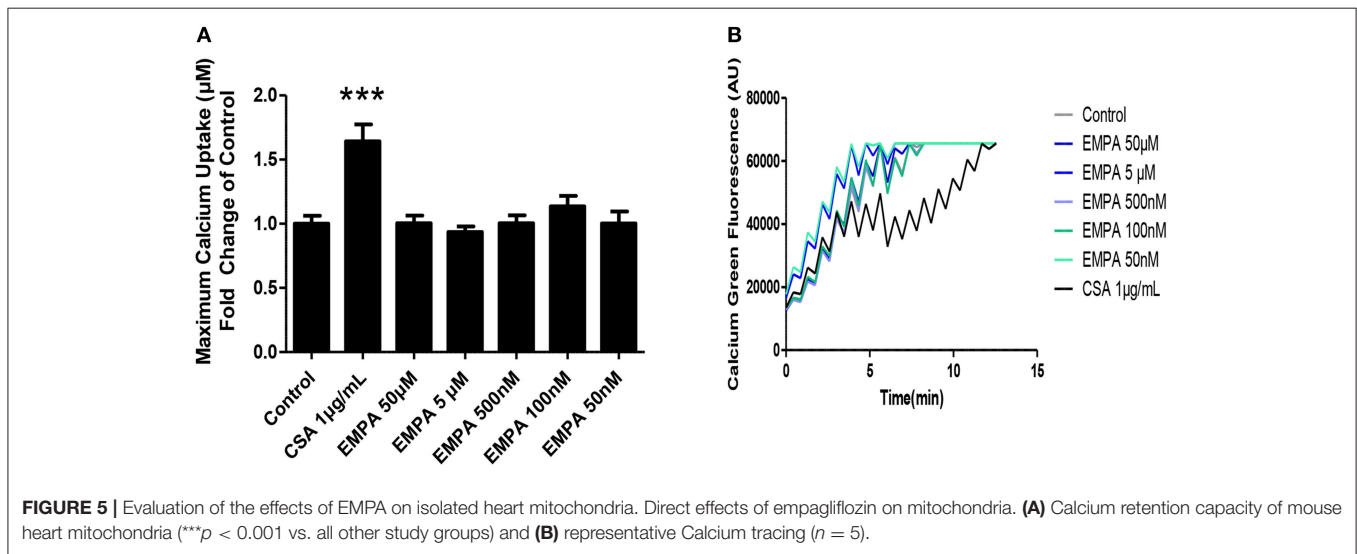 A
Maximum Calcium Uptake (µM)
Fold Change of Control
2.0
1.5
1.0
0.5
0.0
***
Control
CSA 1µg/mL
EMPA 50µM
EMPA 5 µM
EMPA 500nM
EMPA 100nM
EMPA 50nM
B
Calcium Green Fluorescence (AU)
80000
60000
40000
20000
0
0 5 10 15
Time(min)
Control
EMPA 50µM
EMPA 5 µM
EMPA 500nM
EMPA 100nM
EMPA 50nM
CSA 1µg/mL
FIGURE 5 | Evaluation of the effects of EMPA on isolated heart mitochondria. Direct effects of empagliflozin on mitochondria. (A) Calcium retention capacity of mouse
heart mitochondria (***p < 0.001 vs. all other study groups) and (B) representative Calcium tracing (n = 5).